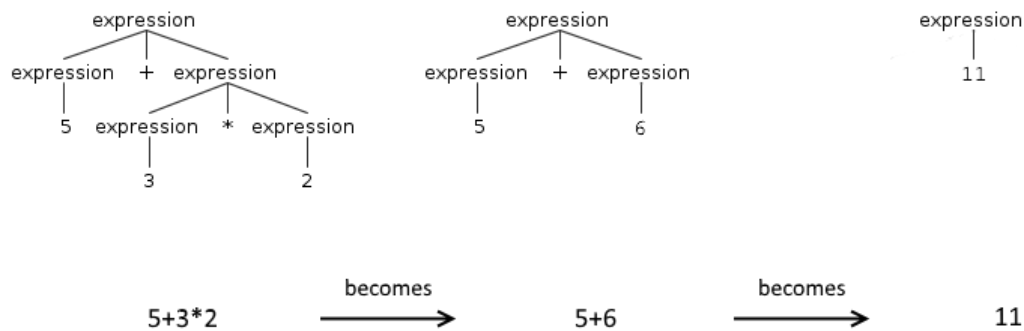 expression expression expression
expression + expression expression + expression 11
5 expression * expression 5 6
3 2
becomes becomes
5+3*2 5+6 11